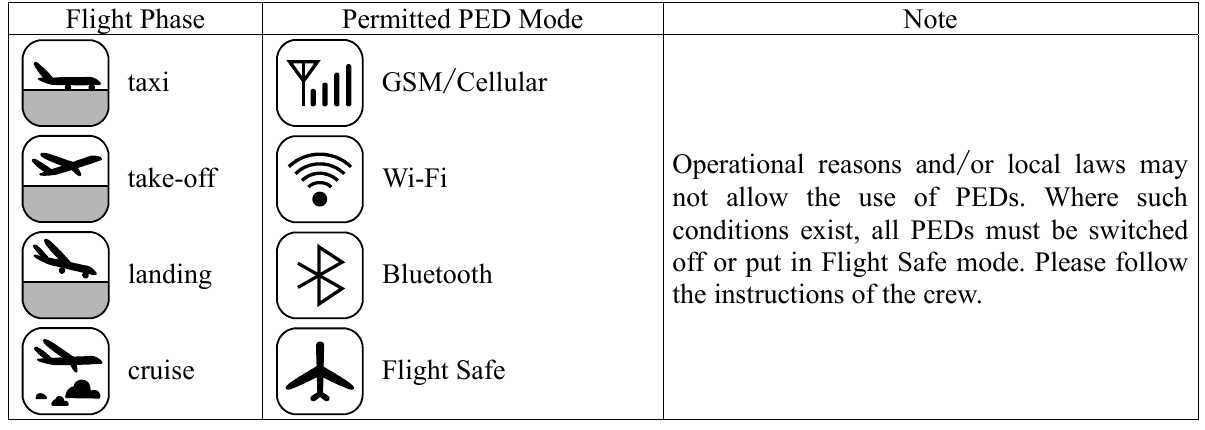 Flight Phase
Permitted PED Mode
Note
taxi
GSM/Cellular
take-off
Wi-Fi
landing
Bluetooth
cruise
Flight Safe
Operational reasons and/or local laws may
not allow the use of PEDs. Where such
conditions exist, all PEDs must be switched
off or put in Flight Safe mode. Please follow
the instructions of the crew.